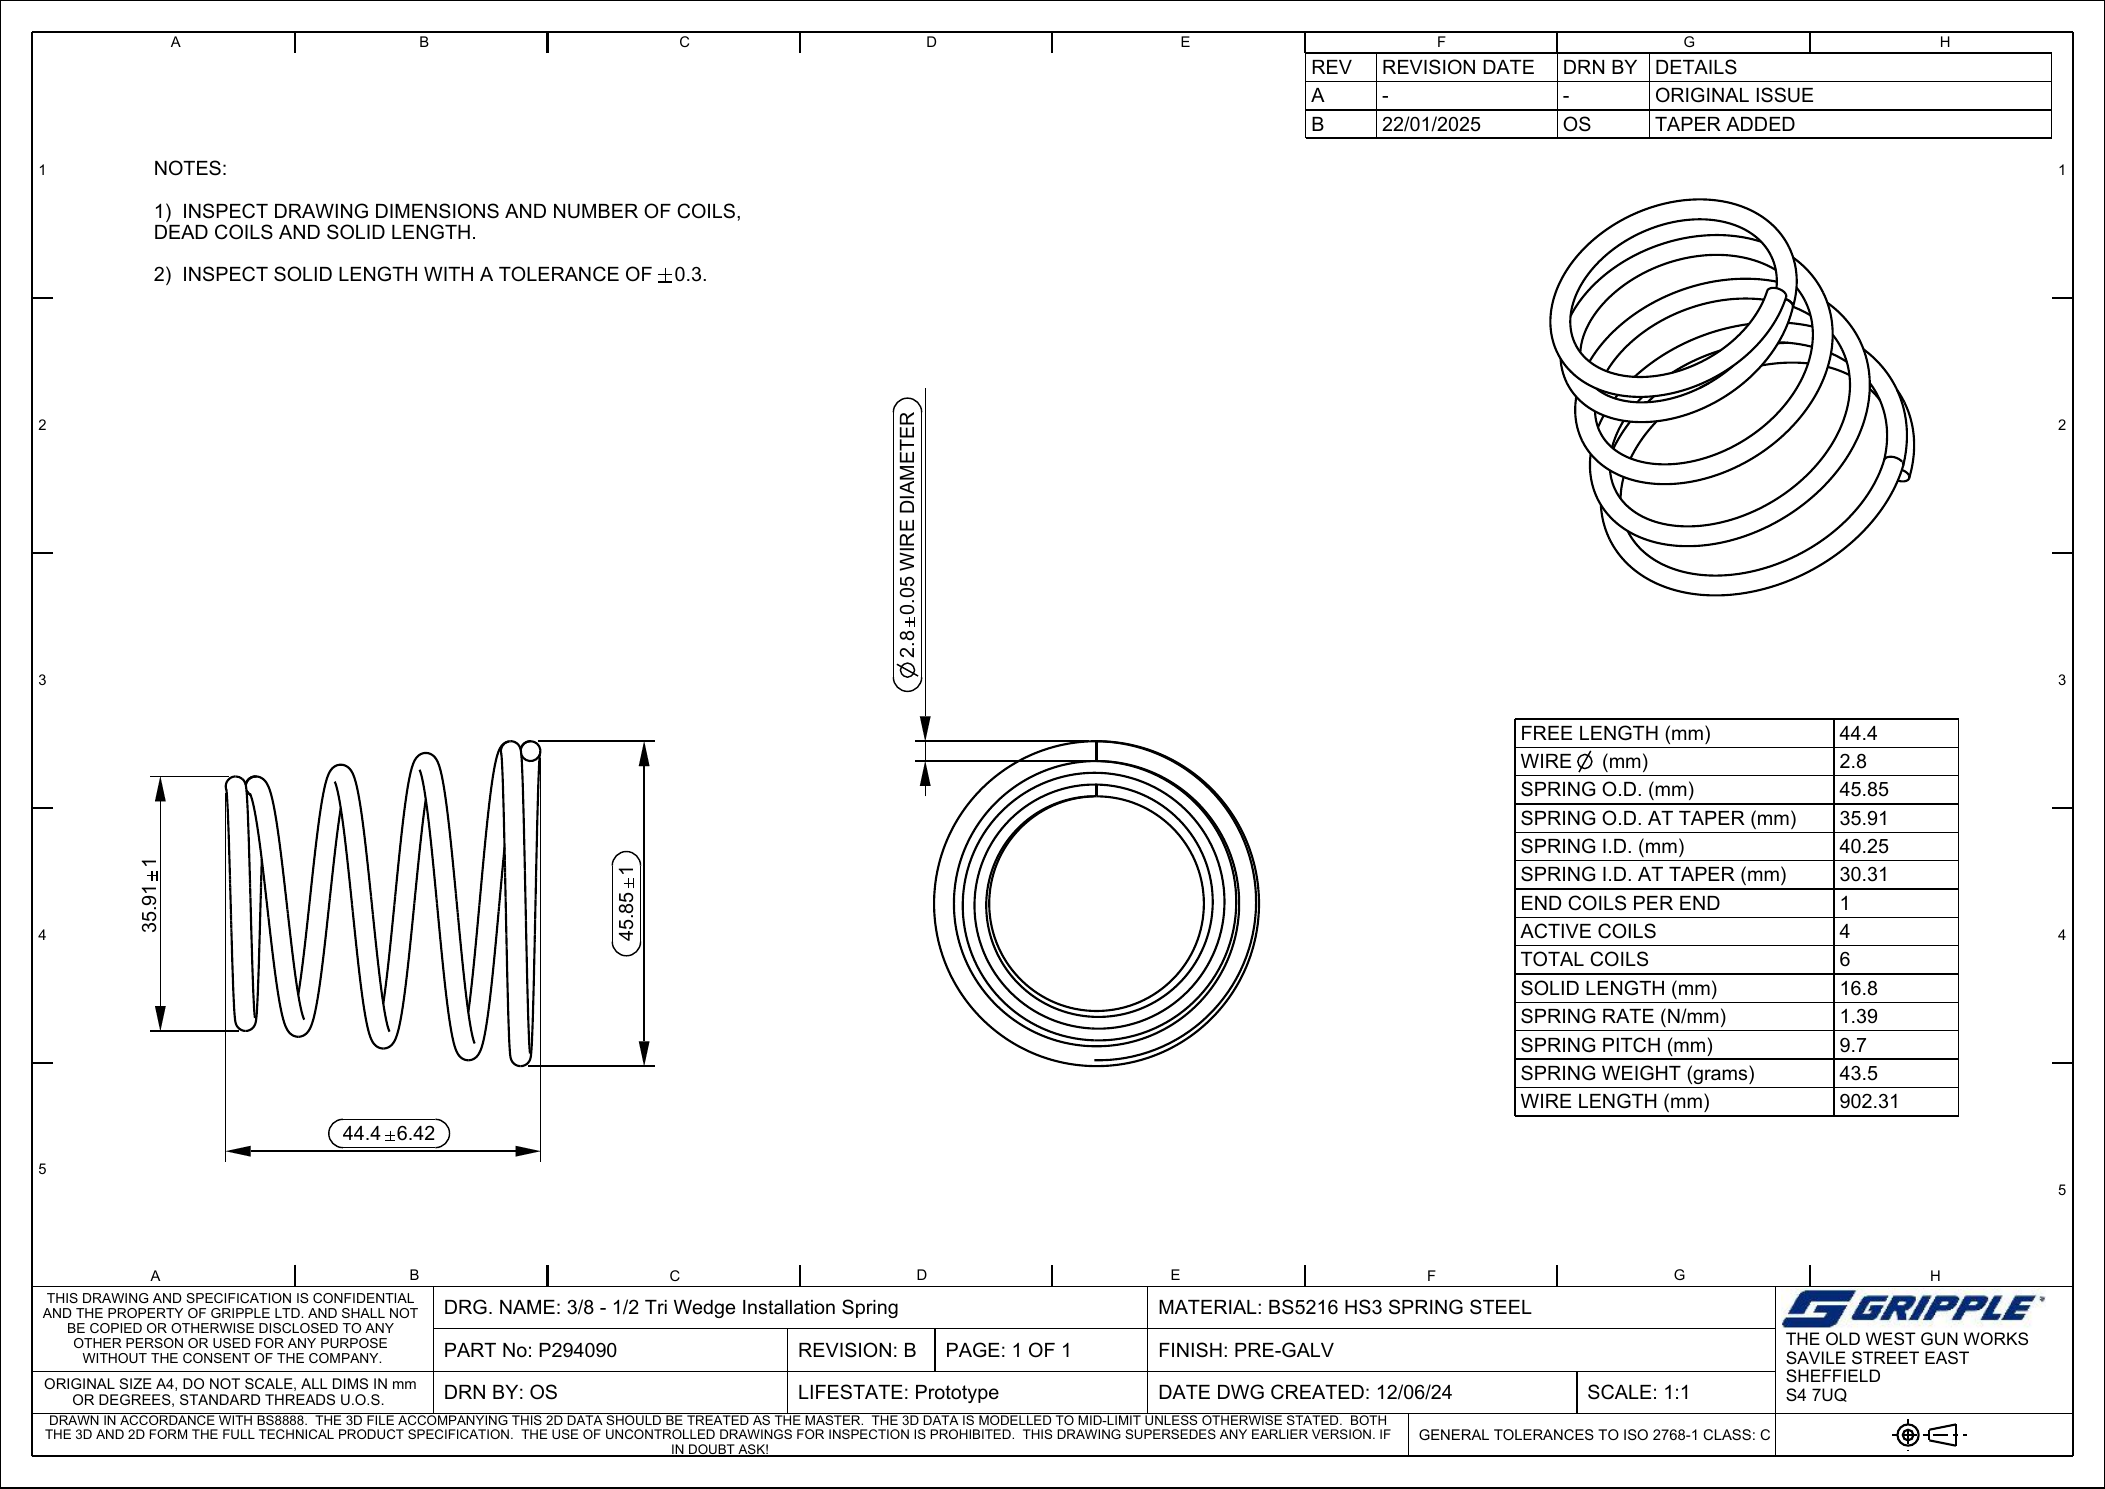 A B C D E F G H
REV REVISION DATE DRN BY DETAILS
A - - ORIGINAL ISSUE
B 22/01/2025 OS TAPER ADDED
1 1
NOTES:
1) INSPECT DRAWING DIMENSIONS AND NUMBER OF COILS,
DEAD COILS AND SOLID LENGTH.
2) INSPECT SOLID LENGTH WITH A TOLERANCE OF ±0.3.
2 2
⌀2.8±0.05 WIRE DIAMETER
3 3
35.91±1
45.85±1
44.4±6.42
4 4
FREE LENGTH (mm) 44.4
WIRE ⌀ (mm) 2.8
SPRING O.D. (mm) 45.85
SPRING O.D. AT TAPER (mm) 35.91
SPRING I.D. (mm) 40.25
SPRING I.D. AT TAPER (mm) 30.31
END COILS PER END 1
ACTIVE COILS 4
TOTAL COILS 6
SOLID LENGTH (mm) 16.8
SPRING RATE (N/mm) 1.39
SPRING PITCH (mm) 9.7
SPRING WEIGHT (grams) 43.5
WIRE LENGTH (mm) 902.31
5 5
A B C D E F G H
THIS DRAWING AND SPECIFICATION IS CONFIDENTIAL
AND THE PROPERTY OF GRIPPLE LTD. AND SHALL NOT
BE COPIED OR OTHERWISE DISCLOSED TO ANY
OTHER PERSON OR USED FOR ANY PURPOSE
WITHOUT THE CONSENT OF THE COMPANY.
ORIGINAL SIZE A4, DO NOT SCALE, ALL DIMS IN mm
OR DEGREES, STANDARD THREADS U.O.S.
DRG. NAME: 3/8 - 1/2 Tri Wedge Installation Spring
MATERIAL: BS5216 HS3 SPRING STEEL
PART No: P294090
REVISION: B
PAGE: 1 OF 1
FINISH: PRE-GALV
DRN BY: OS
LIFESTATE: Prototype
DATE DWG CREATED: 12/06/24
SCALE: 1:1
GRIPPLE
THE OLD WEST GUN WORKS
SAVILE STREET EAST
SHEFFIELD
S4 7UQ
DRAWN IN ACCORDANCE WITH BS8888. THE 3D FILE ACCOMPANYING THIS 2D DATA SHOULD BE TREATED AS THE MASTER. THE 3D DATA IS MODELLED TO MID-LIMIT UNLESS OTHERWISE STATED. BOTH
THE 3D AND 2D FORM THE FULL TECHNICAL PRODUCT SPECIFICATION. THE USE OF UNCONTROLLED DRAWINGS FOR INSPECTION IS PROHIBITED. THIS DRAWING SUPERSEDES ANY EARLIER VERSION. IF
IN DOUBT ASK!
GENERAL TOLERANCES TO ISO 2768-1 CLASS: C